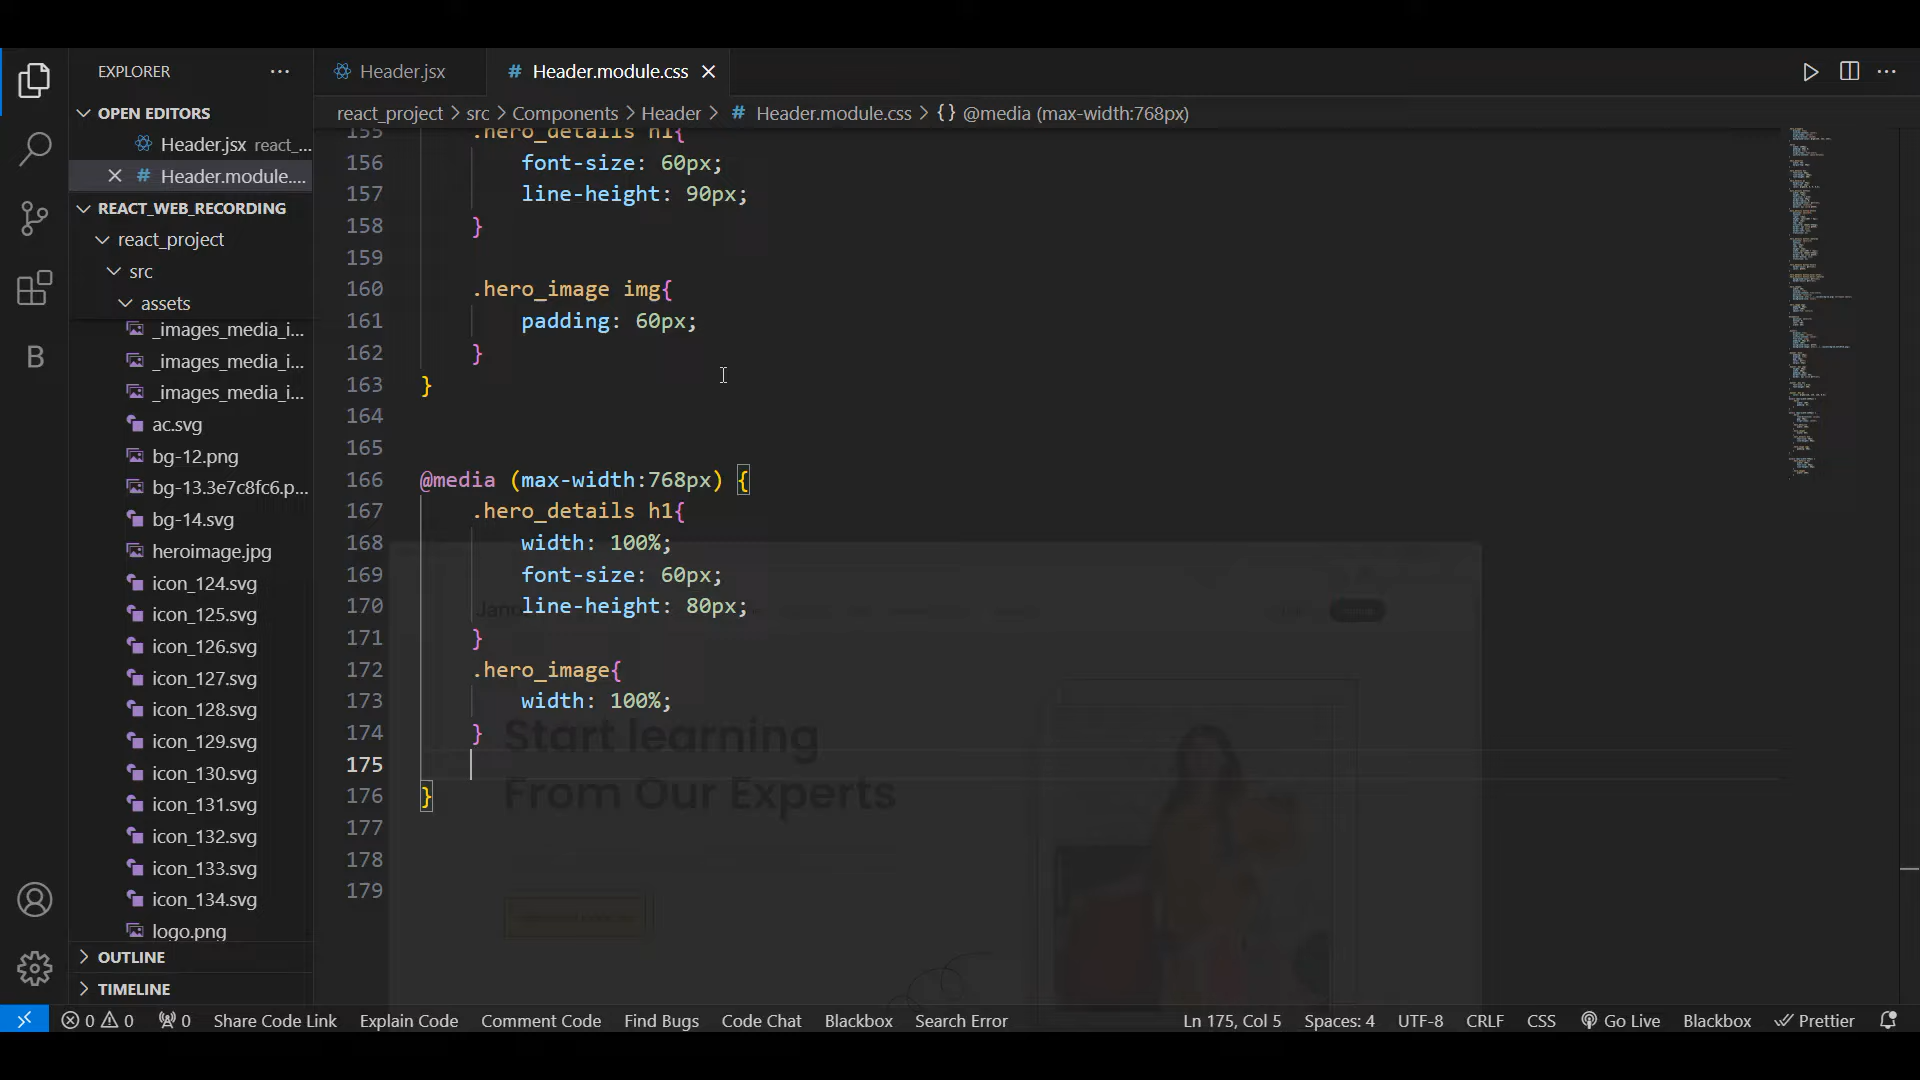 EXPLORER
OPEN EDITORS
Header.jsx react_...
Header.module....
REACT_WEB_RECORDING
react_project
src
assets
_images_media_i...
_images_media_i...
_images_media_i...
ac.svg
bg-12.png
bg-13.3e7c8fc6.p...
bg-14.svg
heroimage.jpg
icon_124.svg
icon_125.svg
icon_126.svg
icon_127.svg
icon_128.svg
icon_129.svg
icon_130.svg
icon_131.svg
icon_132.svg
icon_133.svg
icon_134.svg
logo.png
OUTLINE
TIMELINE
B
Header.jsx
# Header.module.css
react_project > src > Components > Header > # Header.module.css > {} @media (max-width:768px)
155 .hero_details h1{
156 font-size: 60px;
157 line-height: 90px;
158 }
159
160 .hero_image img{
161 padding: 60px;
162 }
163 }
164
165
166 @media (max-width:768px) {
167 .hero_details h1{
168 width: 100%;
169 font-size: 60px;
170 line-height: 80px;
171 }
172 .hero_image{
173 width: 100%;
174 }
175
176 }
177
178
179
Start learning
From Our Experts
0 0 0 Share Code Link Explain Code Comment Code Find Bugs Code Chat Blackbox Search Error Ln 175, Col 5 Spaces: 4 UTF-8 CRLF CSS Go Live Blackbox Prettier